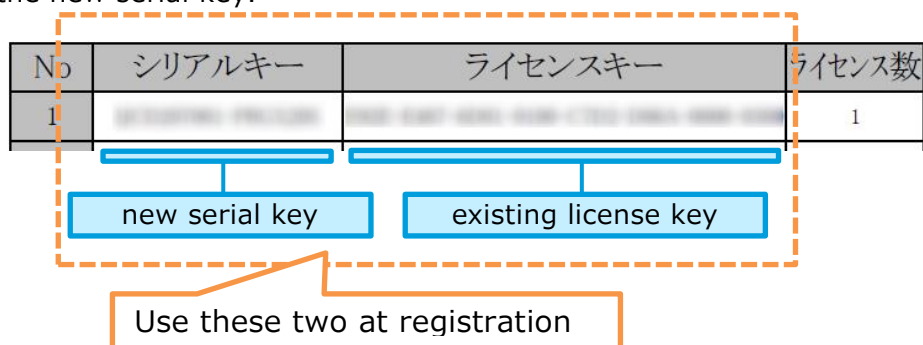 the new serial key.
No シリアルキー ライセンスキー ライセンス数
1 1
new serial key existing license key
Use these two at registration